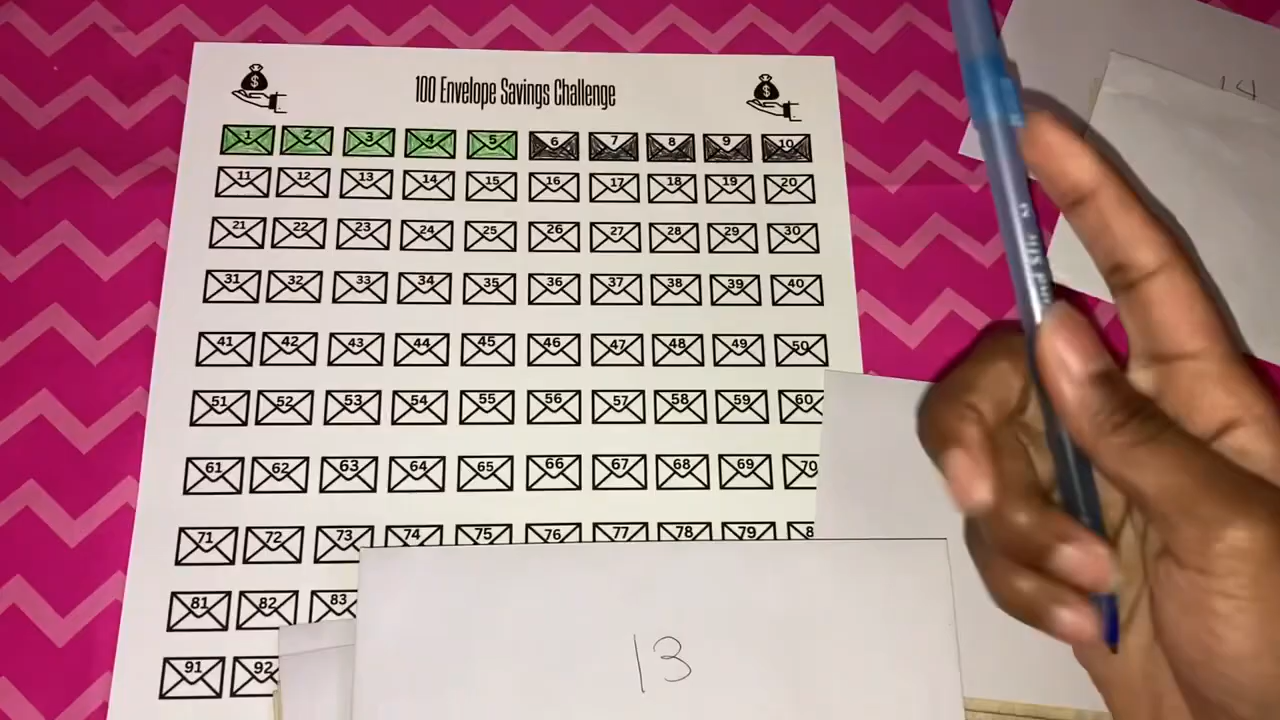 100 Envelope Savings Challenge
$ $
1 2 3 4 5 6 7 8 9 10
11 12 13 14 15 16 17 18 19 20
21 22 23 24 25 26 27 28 29 30
31 32 33 34 35 36 37 38 39 40
41 42 43 44 45 46 47 48 49 50
51 52 53 54 55 56 57 58 59 60
61 62 63 64 65 66 67 68 69 70
71 72 73 74 75 76 77 78 79
81 82 83
91 92
13
14